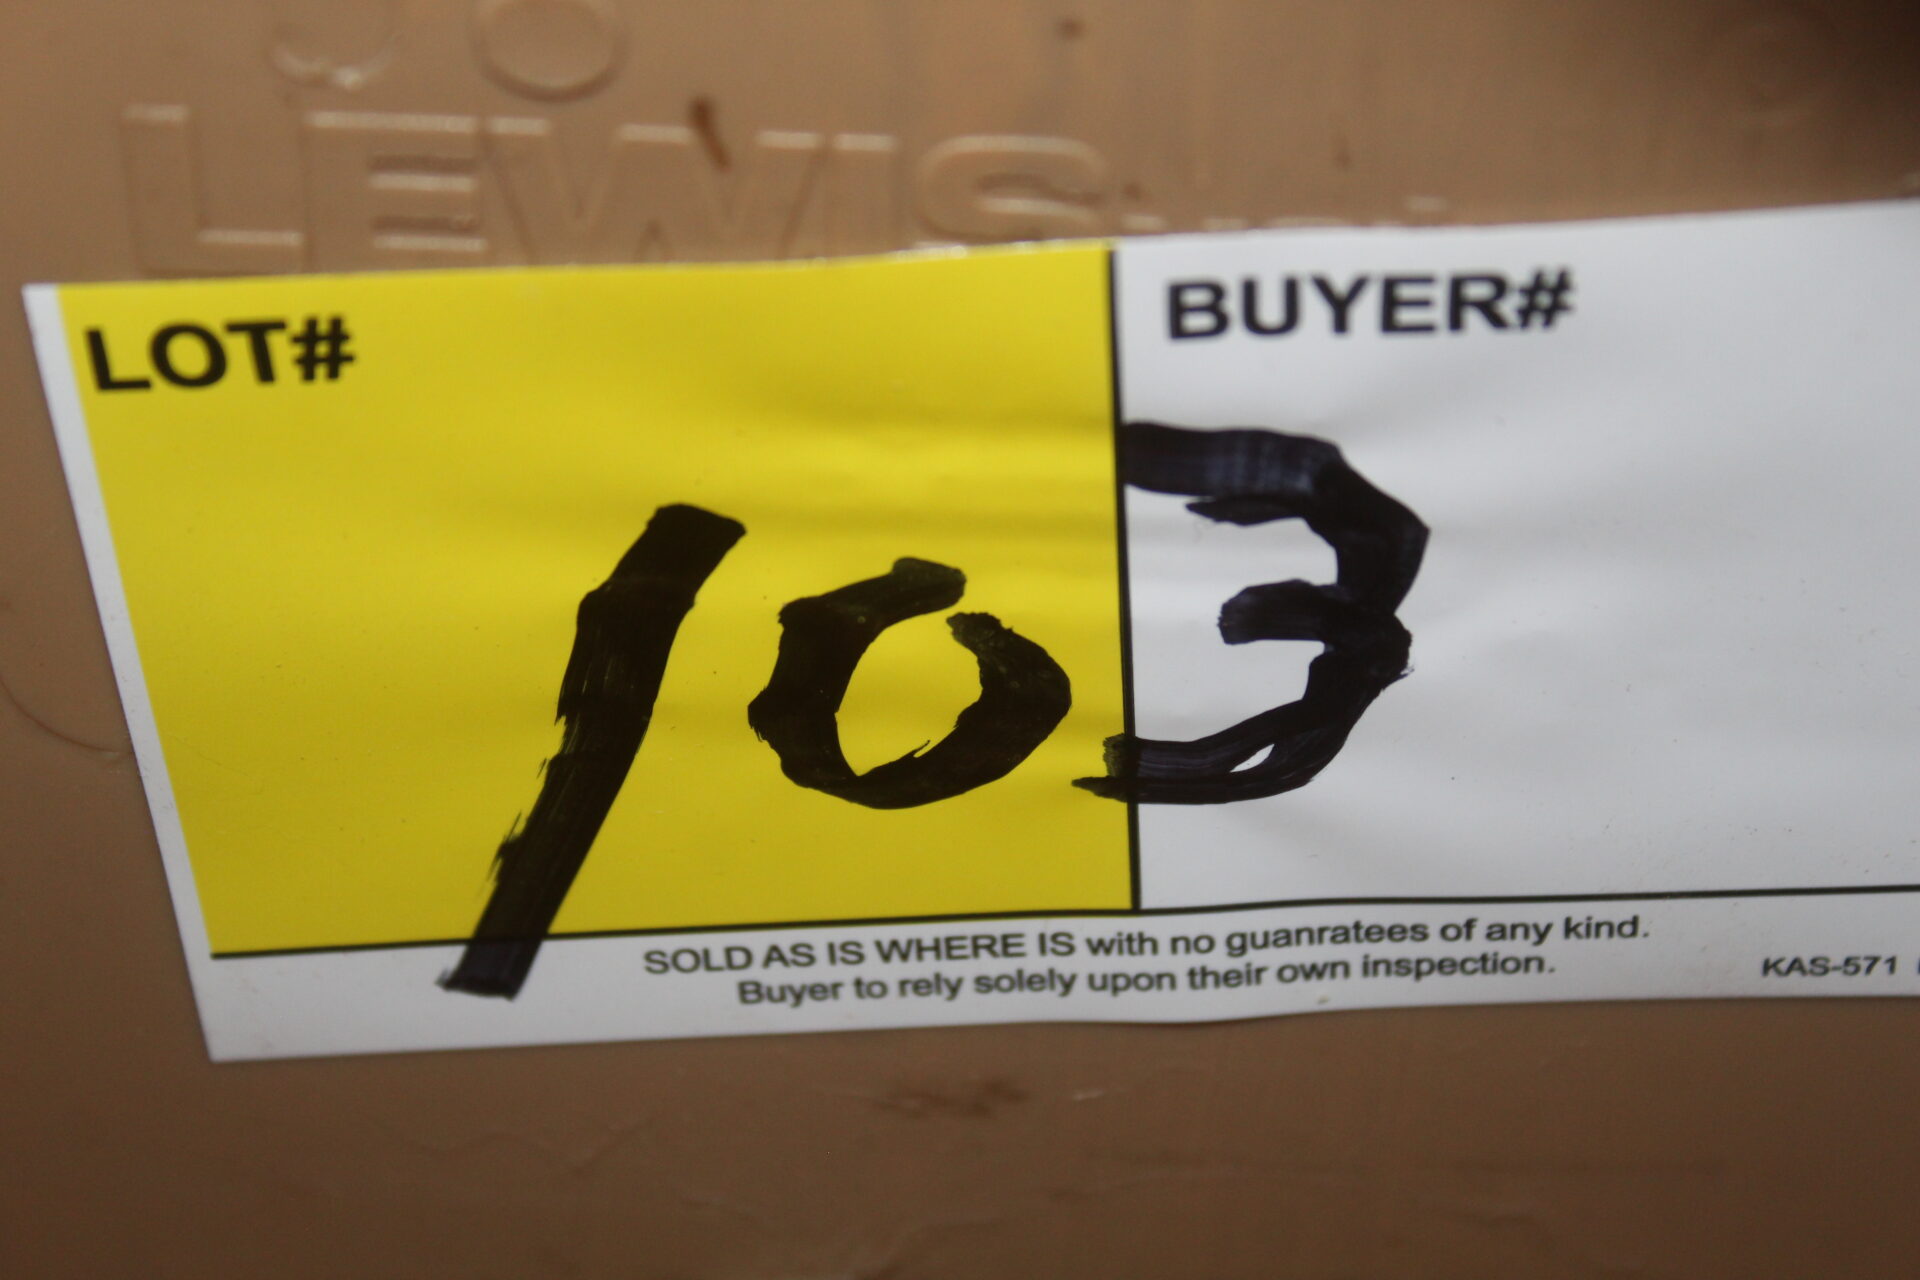 LEWIS
LOT# BUYER#
103
SOLD AS IS WHERE IS with no guanratees of any kind.
Buyer to rely solely upon their own inspection.
KAS-571